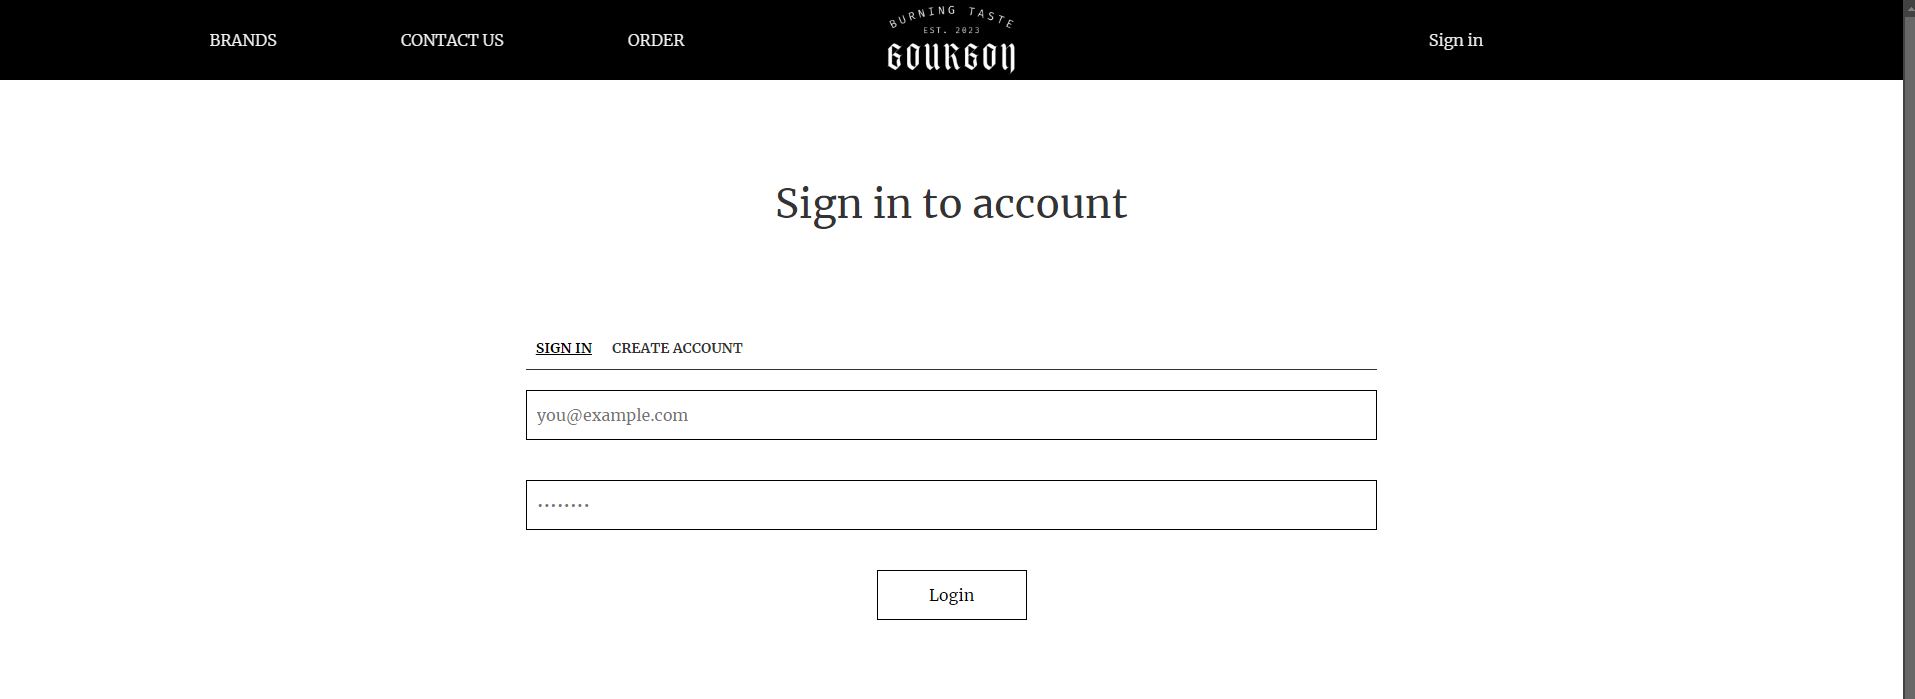 BRANDS CONTACT US ORDER
BURNING TASTE
EST. 2023
GOURGON
Sign in
Sign in to account
SIGN IN CREATE ACCOUNT
you@example.com
········
Login